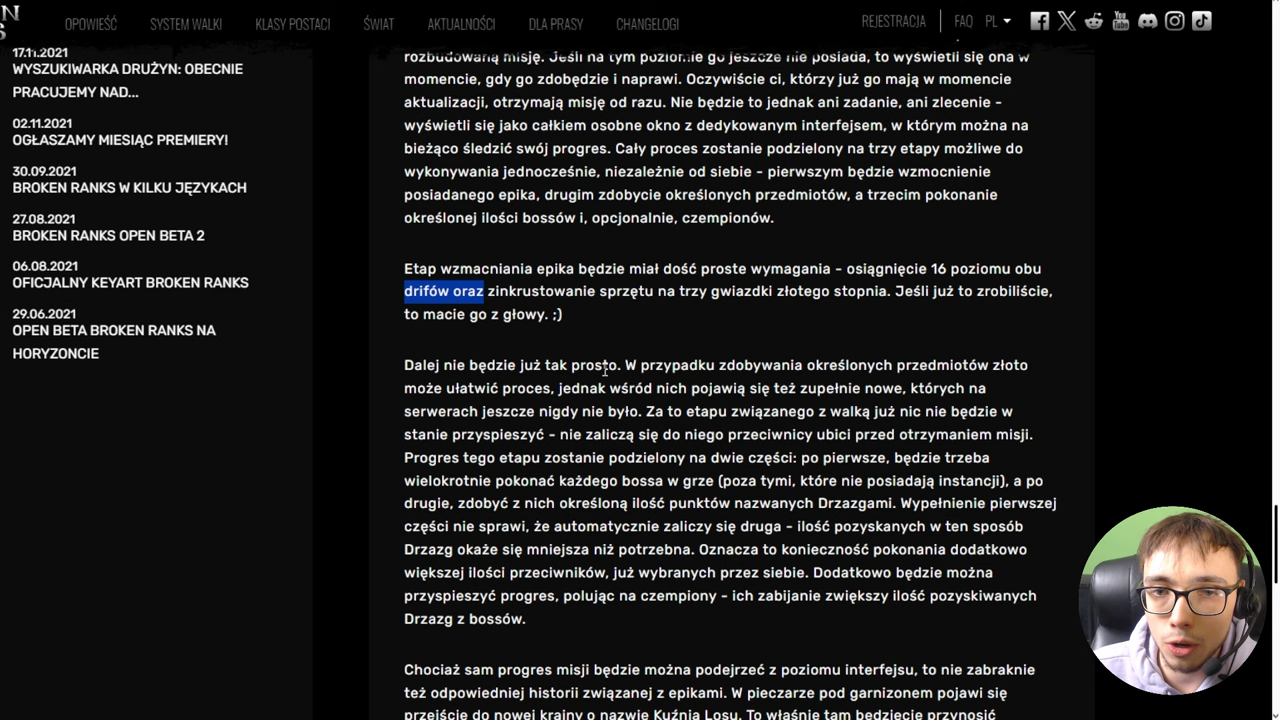 N
S
OPOWIEŚĆ SYSTEM WALKI KLASY POSTACI ŚWIAT AKTUALNOŚCI DLA PRASY CHANGELOGI REJESTRACJA FAQ PL
You Tube
17.11.2021
WYSZUKIWARKA DRUŻYN: OBECNIE
PRACUJEMY NAD...
02.11.2021
OGŁASZAMY MIESIĄC PREMIERY!
30.09.2021
BROKEN RANKS W KILKU JĘZYKACH
27.08.2021
BROKEN RANKS OPEN BETA 2
06.08.2021
OFICJALNY KEYART BROKEN RANKS
29.06.2021
OPEN BETA BROKEN RANKS NA
HORYZONCIE
rozbudowaną misję. Jeśli na tym poziomie go jeszcze nie posiada, to wyświetli się ona w
momencie, gdy go zdobędzie i naprawi. Oczywiście ci, którzy już go mają w momencie
aktualizacji, otrzymają misję od razu. Nie będzie to jednak ani zadanie, ani zlecenie -
wyświetli się jako całkiem osobne okno z dedykowanym interfejsem, w którym można na
bieżąco śledzić swój progres. Cały proces zostanie podzielony na trzy etapy możliwe do
wykonywania jednocześnie, niezależnie od siebie - pierwszym będzie wzmocnienie
posiadanego epika, drugim zdobycie określonych przedmiotów, a trzecim pokonanie
określonej ilości bossów i, opcjonalnie, czempionów.
Etap wzmacniania epika będzie miał dość proste wymagania - osiągnięcie 16 poziomu obu
drifów oraz zinkrustowanie sprzętu na trzy gwiazdki złotego stopnia. Jeśli już to zrobiliście,
to macie go z głowy. ;)
Dalej nie będzie już tak prosto. W przypadku zdobywania określonych przedmiotów złoto
może ułatwić proces, jednak wśród nich pojawią się też zupełnie nowe, których na
serwerach jeszcze nigdy nie było. Za to etapu związanego z walką już nic nie będzie w
stanie przyspieszyć - nie zaliczą się do niego przeciwnicy ubici przed otrzymaniem misji.
Progres tego etapu zostanie podzielony na dwie części: po pierwsze, będzie trzeba
wielokrotnie pokonać każdego bossa w grze (poza tymi, które nie posiadają instancji), a po
drugie, zdobyć z nich określoną ilość punktów nazwanych Drzazgami. Wypełnienie pierwszej
części nie sprawi, że automatycznie zaliczy się druga - ilość pozyskanych w ten sposób
Drzazg okaże się mniejsza niż potrzebna. Oznacza to konieczność pokonania dodatkowo
większej ilości przeciwników, już wybranych przez siebie. Dodatkowo będzie można
przyspieszyć progres, polując na czempiony - ich zabijanie zwiększy ilość pozyskiwanych
Drzazg z bossów.
Chociaż sam progres misji będzie można podejrzeć z poziomu interfejsu, to nie zabraknie
też odpowiedniej historii związanej z epikami. W pieczarze pod garnizonem pojawi się
przejście do nowej krainy o nazwie Kuźnia Losu. To właśnie tam będziecie przynosić